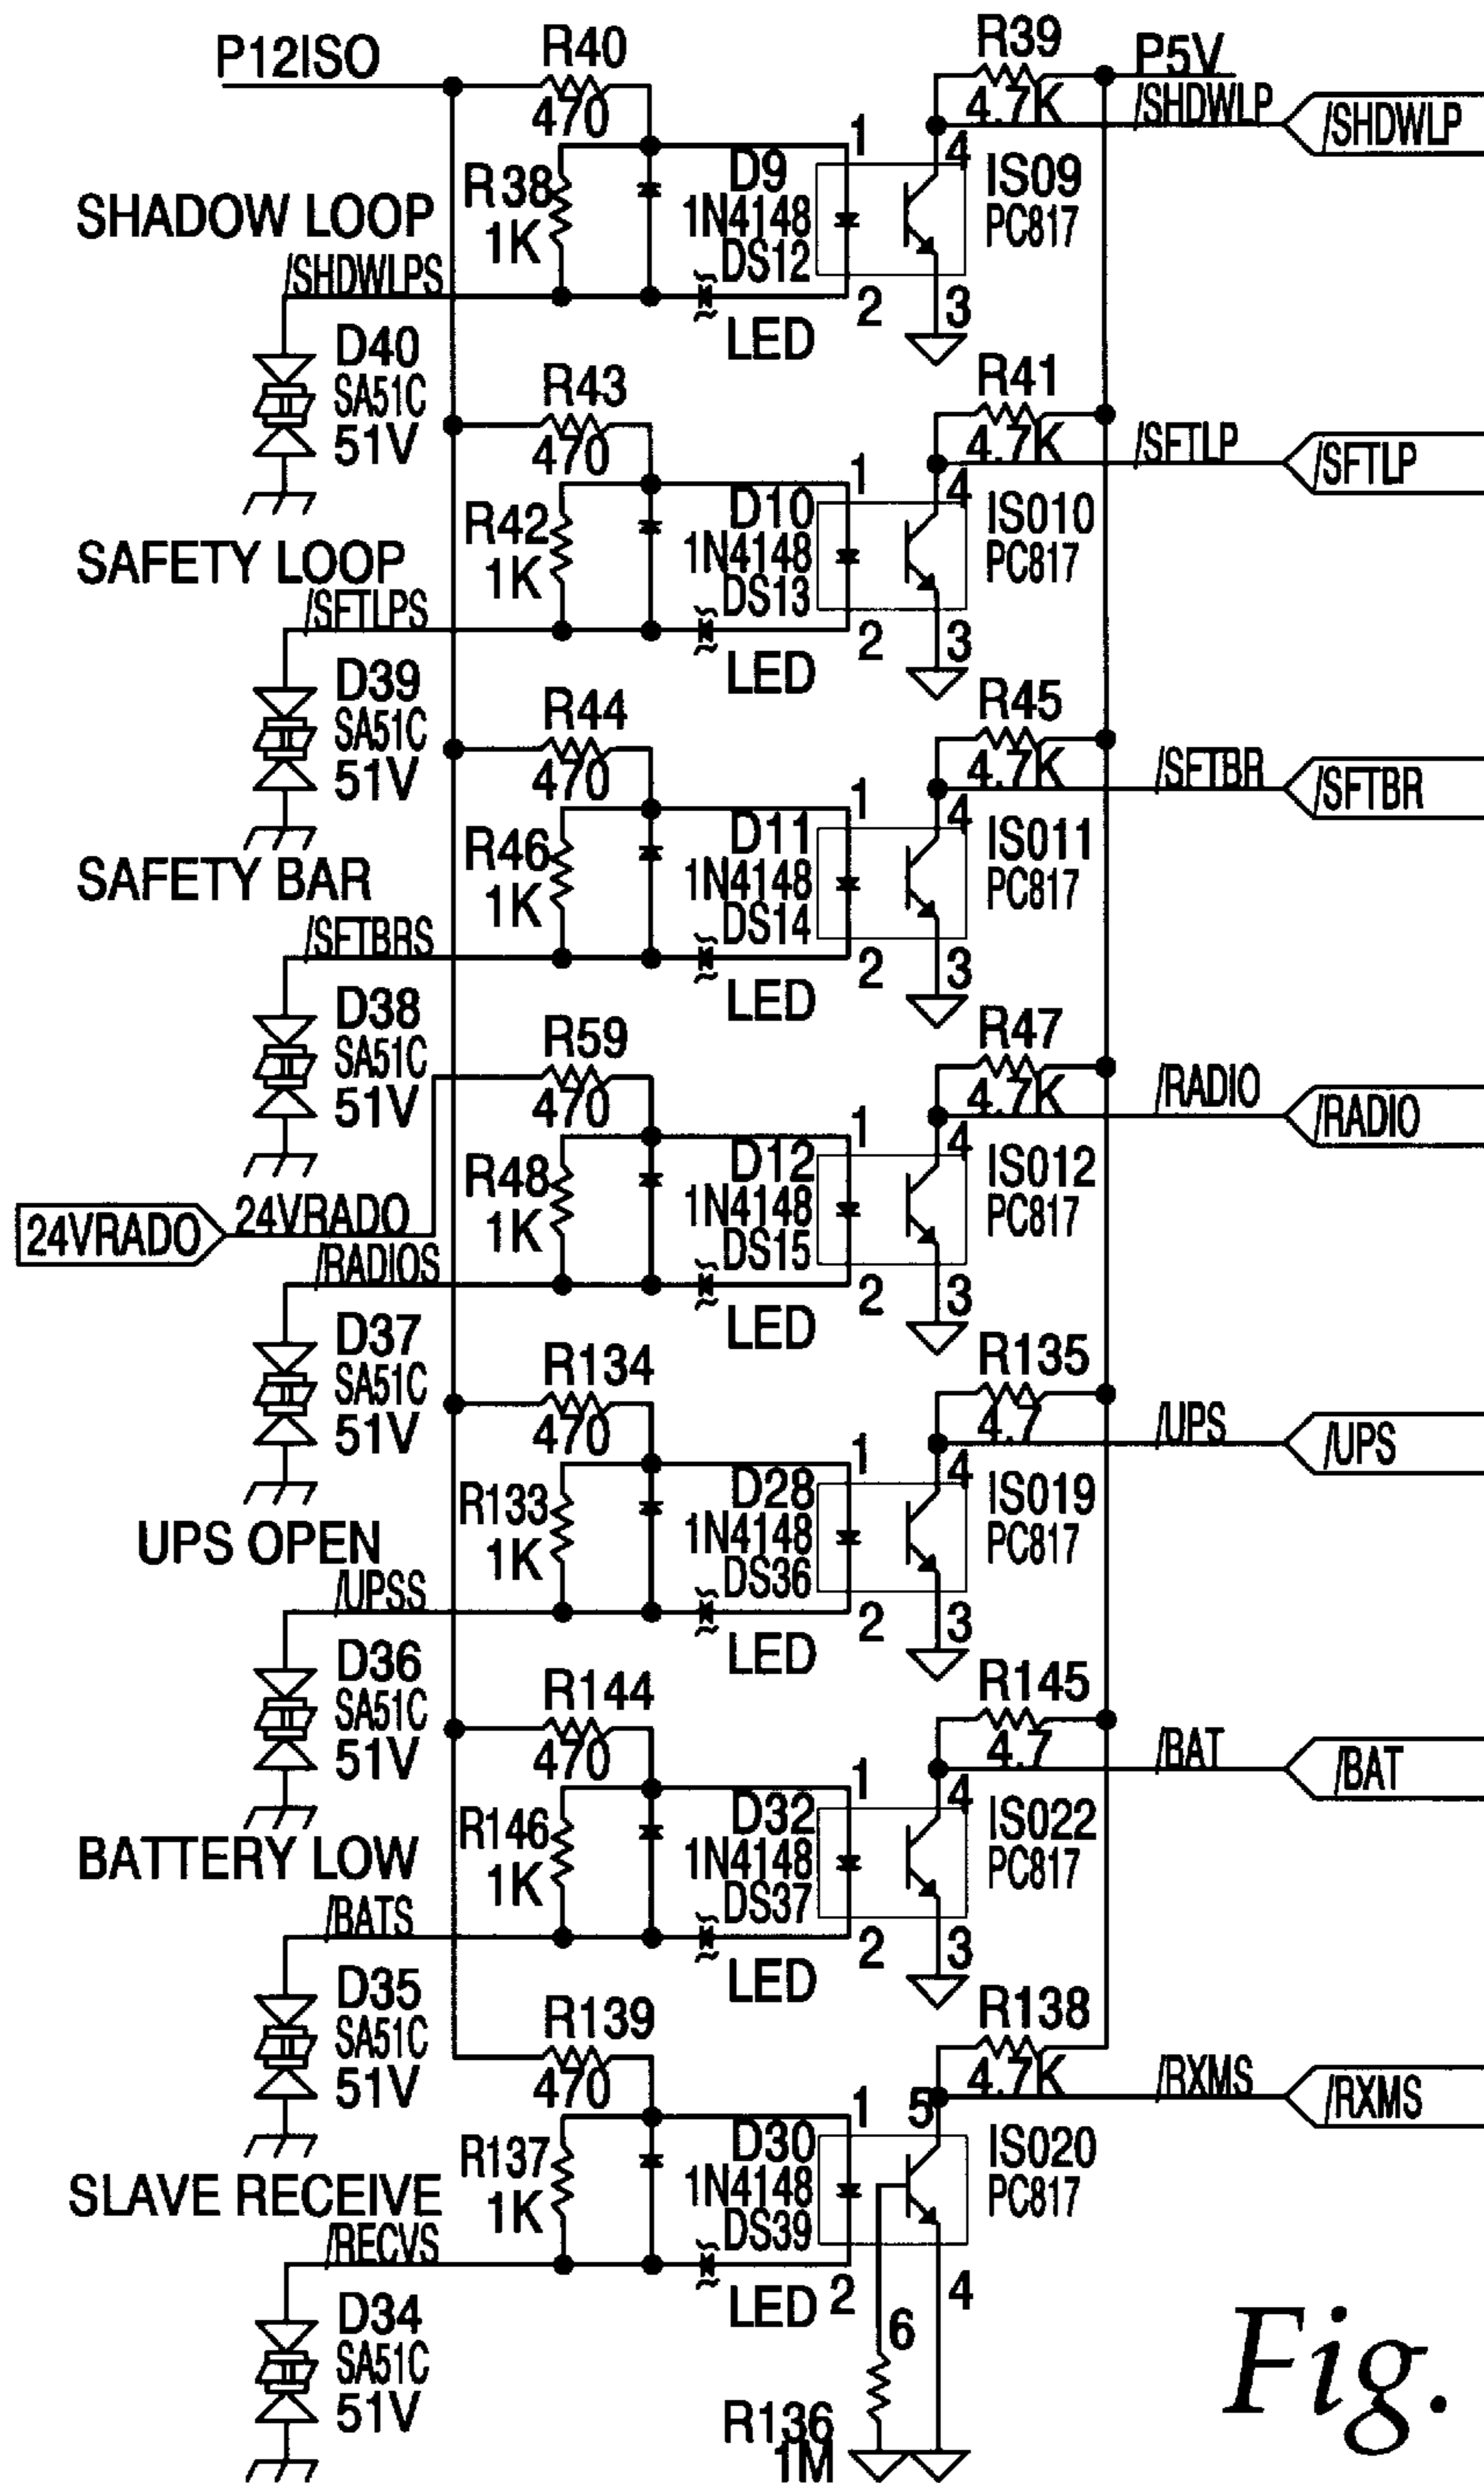 P12ISO
R40
470
R39
4.7K
P5V
/SHDWLP
/SHDWLP
R38
1K
D9
1N4148
DS12
1
4
IS09
PC817
SHADOW LOOP
/SHDWLPS
LED
2
3
D40
SA51C
51V
R43
470
R41
4.7K
/SFTLP
/SFTLP
R42
1K
D10
1N4148
DS13
1
4
IS010
PC817
SAFETY LOOP
/SFTLPS
LED
2
3
D39
SA51C
51V
R44
470
R45
4.7K
/SFTBR
/SFTBR
R46
1K
D11
1N4148
DS14
1
4
IS011
PC817
SAFETY BAR
/SFTBRS
LED
2
3
D38
SA51C
51V
R59
470
R47
4.7K
/RADIO
/RADIO
R48
1K
D12
1N4148
DS15
1
4
IS012
PC817
24VRADO
24VRADO
/RADIOS
LED
2
3
D37
SA51C
51V
R134
470
R135
4.7
/UPS
/UPS
R133
1K
D28
1N4148
DS36
1
4
IS019
PC817
UPS OPEN
/UPSS
LED
2
3
D36
SA51C
51V
R144
470
R145
4.7
/BAT
/BAT
R146
1K
D32
1N4148
DS37
1
4
IS022
PC817
BATTERY LOW
/BATS
LED
2
3
D35
SA51C
51V
R139
470
R138
4.7K
/RXMS
/RXMS
R137
1K
D30
1N4148
DS39
1
5
IS020
PC817
SLAVE RECEIVE
/RECVS
LED
2
4
6
D34
SA51C
51V
R136
1M
Fig.